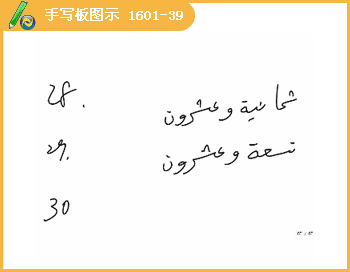 手写板图示 1601-39
28. ثمانية وعشرون
29. تسعة وعشرون
30